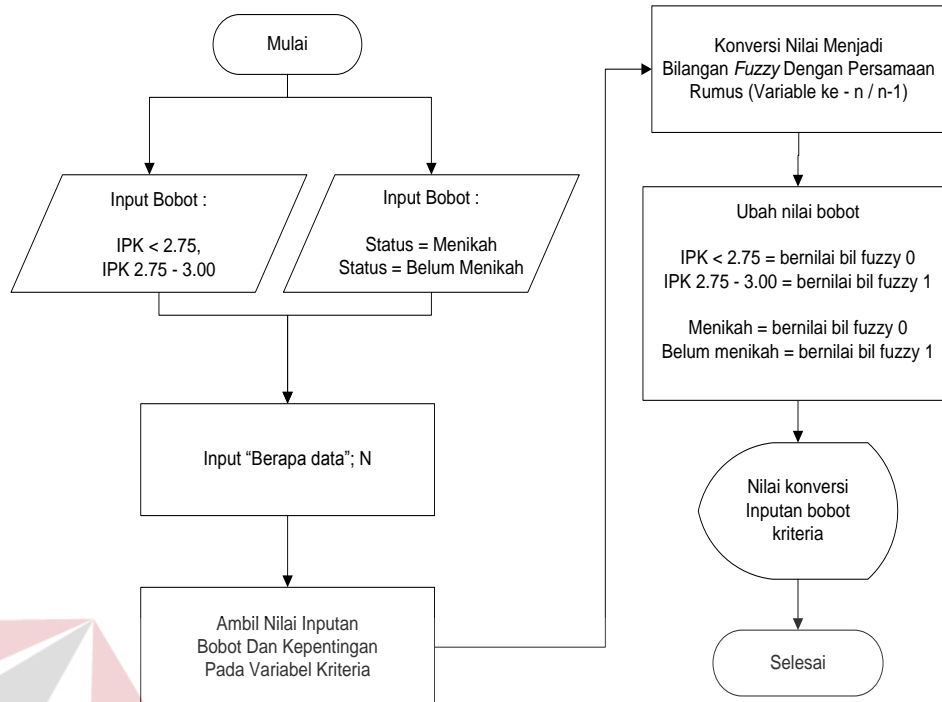 Mulai
Input Bobot :
IPK < 2.75,
IPK 2.75 - 3.00
Input Bobot :
Status = Menikah
Status = Belum Menikah
Input “Berapa data”; N
Ambil Nilai Inputan
Bobot Dan Kepentingan
Pada Variabel Kriteria
Konversi Nilai Menjadi
Bilangan Fuzzy Dengan Persamaan
Rumus (Variable ke - n / n-1)
Ubah nilai bobot
IPK < 2.75 = bernilai bil fuzzy 0
IPK 2.75 - 3.00 = bernilai bil fuzzy 1
Menikah = bernilai bil fuzzy 0
Belum menikah = bernilai bil fuzzy 1
Nilai konversi
Inputan bobot
kriteria
Selesai